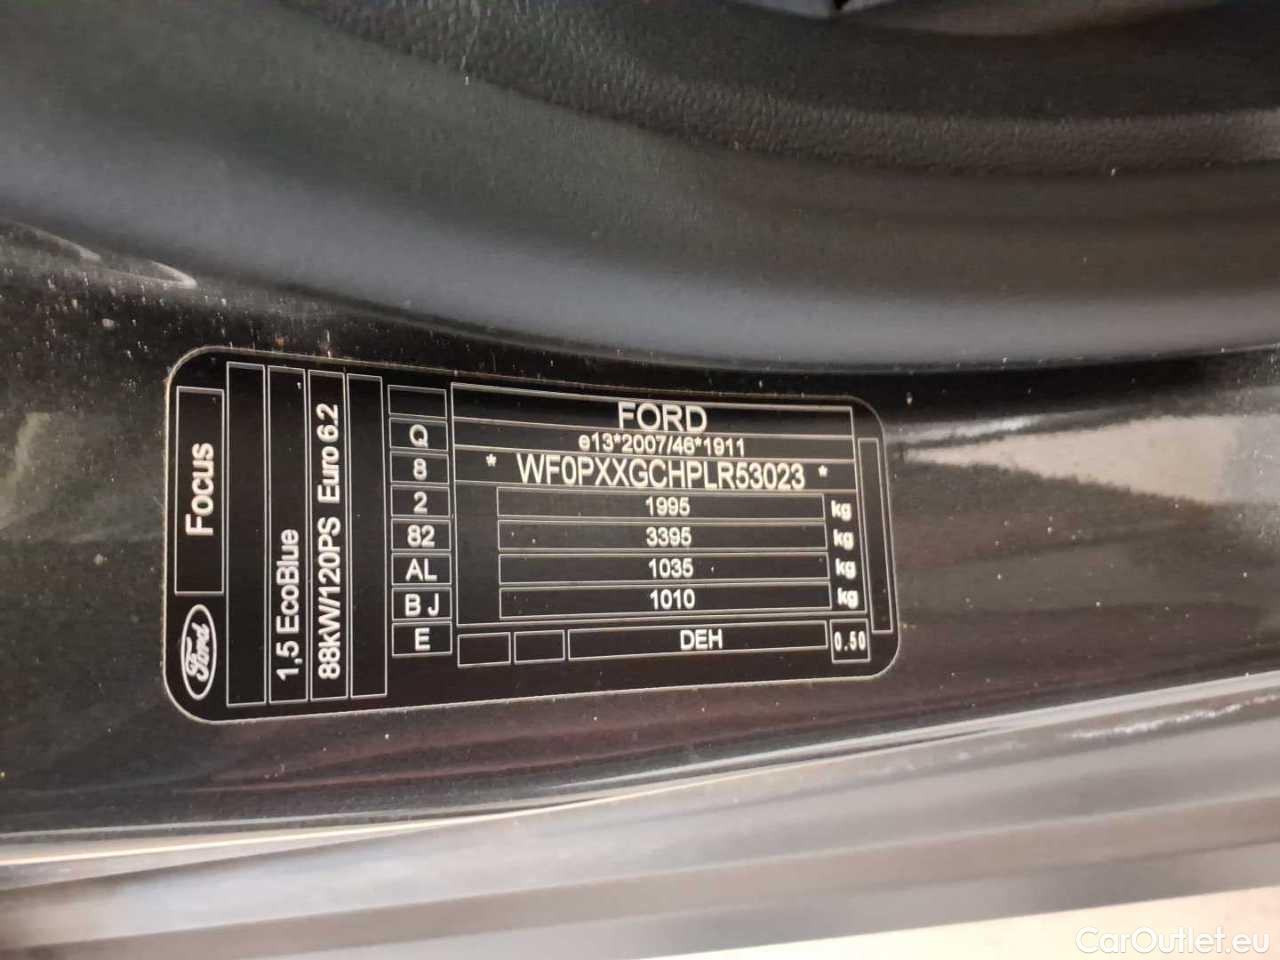 FORD
e13*2007/46*1911
* WF0PXXGCHPLR53023 *
1995 kg
3395 kg
1035 kg
1010 kg
DEH 0.50
Q
8
2
82
AL
B J
E
Ford Focus
1,5 EcoBlue
88kW/120PS Euro 6.2
CarOutlet.eu